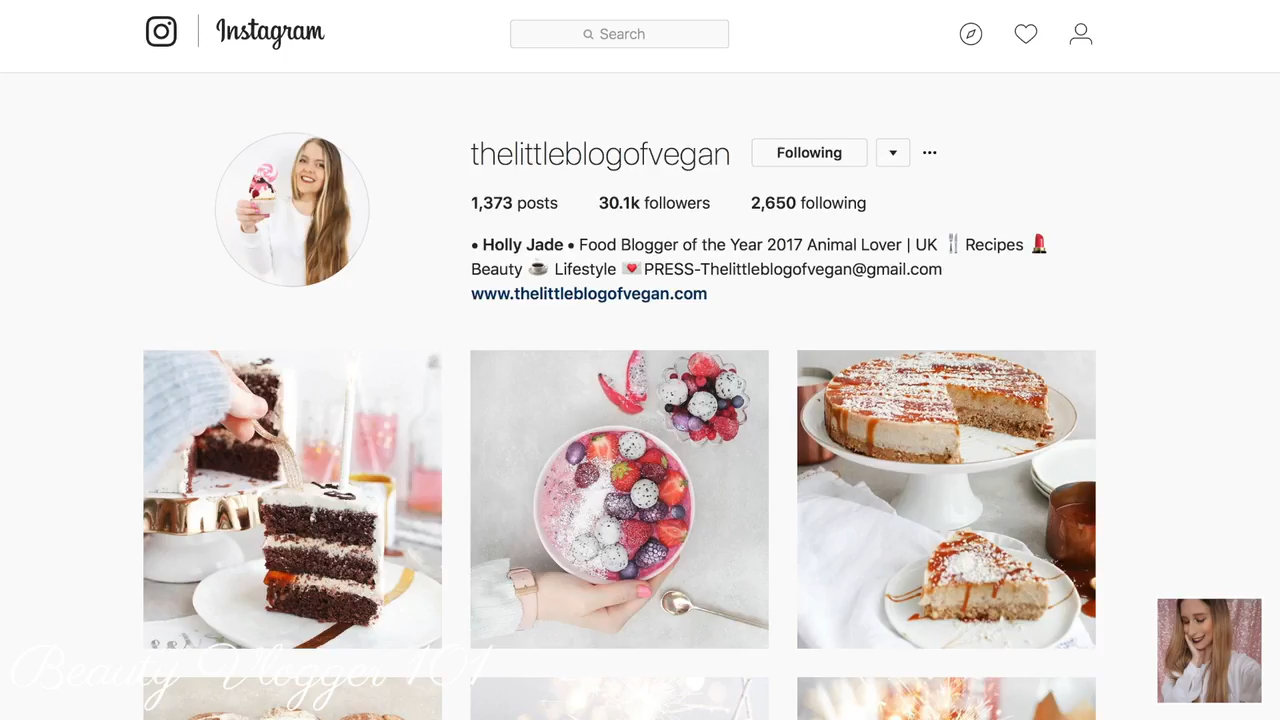 Instagram
Search
thelittleblogofvegan
Following
1,373 posts 30.1k followers 2,650 following
• Holly Jade • Food Blogger of the Year 2017 Animal Lover | UK 🍴 Recipes 💄
Beauty ☕ Lifestyle 💌 PRESS-Thelittleblogofvegan@gmail.com
www.thelittleblogofvegan.com
Beauty Vlogger 101